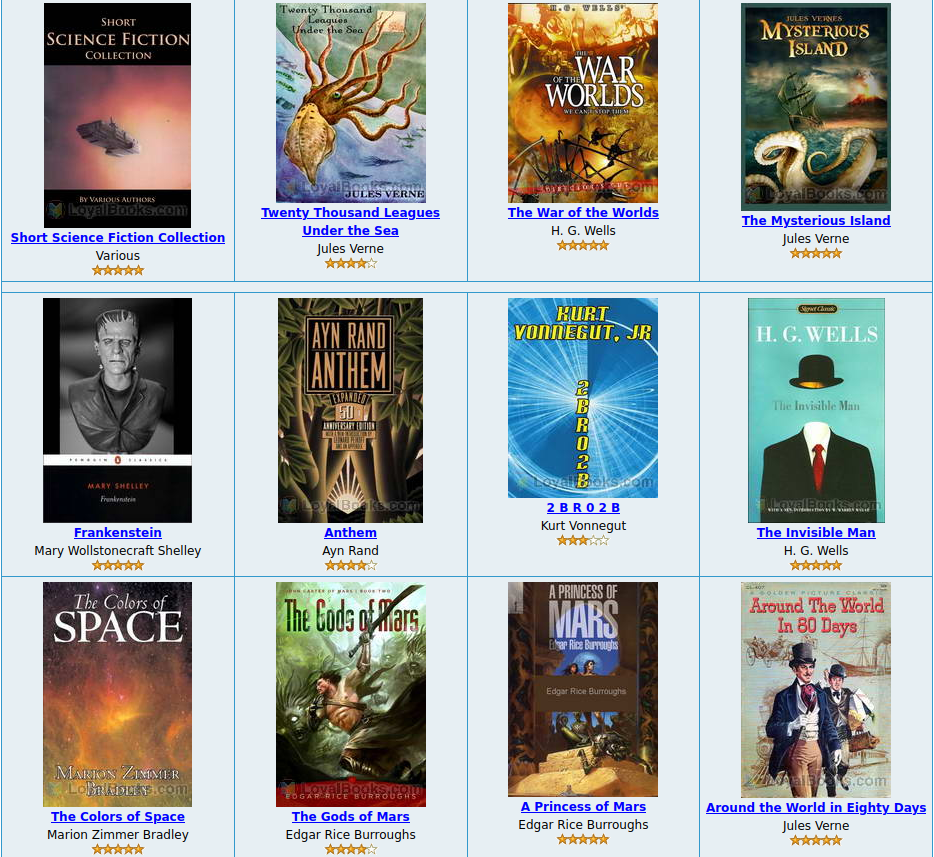 SHORT
SCIENCE FICTION
COLLECTION
BY VARIOUS AUTHORS
LoyalBooks.com
Short Science Fiction Collection
Various
Twenty Thousand
Leagues
Under the Sea
LoyalBooks.com
JULES VERNE
Twenty Thousand Leagues
Under the Sea
Jules Verne
H. G. WELLS'
THE
WAR
OF THE
WORLDS
WE CAN'T STOP THEM
LoyalBooks.com
The War of the Worlds
H. G. Wells
JULES VERNES
MYSTERIOUS
ISLAND
LoyalBooks.com
The Mysterious Island
Jules Verne
PENGUIN CLASSICS
MARY SHELLEY
Frankenstein
Frankenstein
Mary Wollstonecraft Shelley
AYN RAND
ANTHEM
EXPANDED
50
ANNIVERSARY EDITION
LoyalBooks.com
Anthem
Ayn Rand
KURT
VONNEGUT, JR
2
B
R
0
2
B
LoyalBooks.com
2 B R 0 2 B
Kurt Vonnegut
Signet Classic
H. G. WELLS
The Invisible Man
LoyalBooks.com
The Invisible Man
H. G. Wells
The Colors of
SPACE
MARION ZIMMER
BRADLEY
LoyalBooks.com
The Colors of Space
Marion Zimmer Bradley
JOHN CARTER OF MARS : BOOK TWO
The Gods of Mars
LoyalBooks.com
EDGAR RICE BURROUGHS
The Gods of Mars
Edgar Rice Burroughs
A PRINCESS OF
MARS
Edgar Rice Burroughs
Edgar Rice Burroughs
LoyalBooks.com
A Princess of Mars
Edgar Rice Burroughs
A GOLDEN PICTURE CLASSIC
Around The World
In 80 Days
LoyalBooks.com
Around the World in Eighty Days
Jules Verne